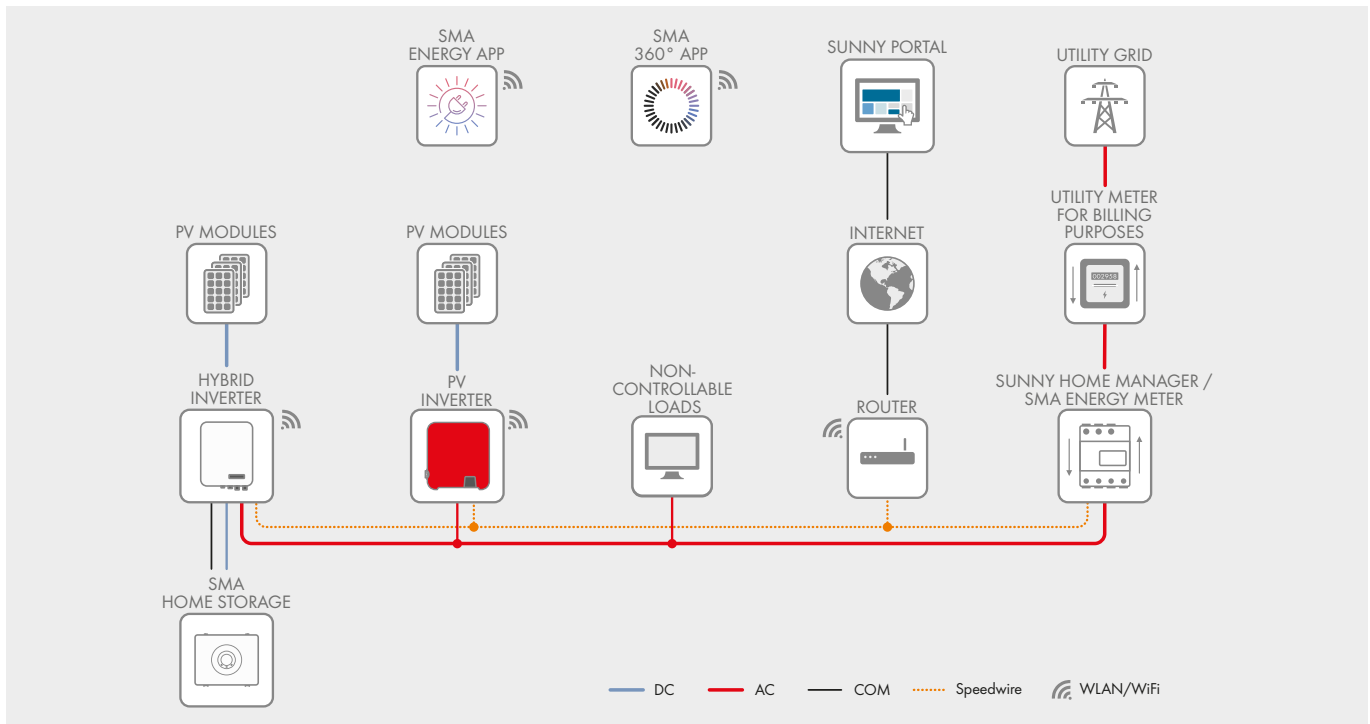 SMA
ENERGY APP
SMA
360° APP
SUNNY PORTAL
UTILITY GRID
PV MODULES
PV MODULES
INTERNET
UTILITY METER
FOR BILLING
PURPOSES
002958
HYBRID
INVERTER
PV
INVERTER
NON-
CONTROLLABLE
LOADS
ROUTER
SUNNY HOME MANAGER /
SMA ENERGY METER
SMA
HOME STORAGE
DC
AC
COM
Speedwire
WLAN/WiFi